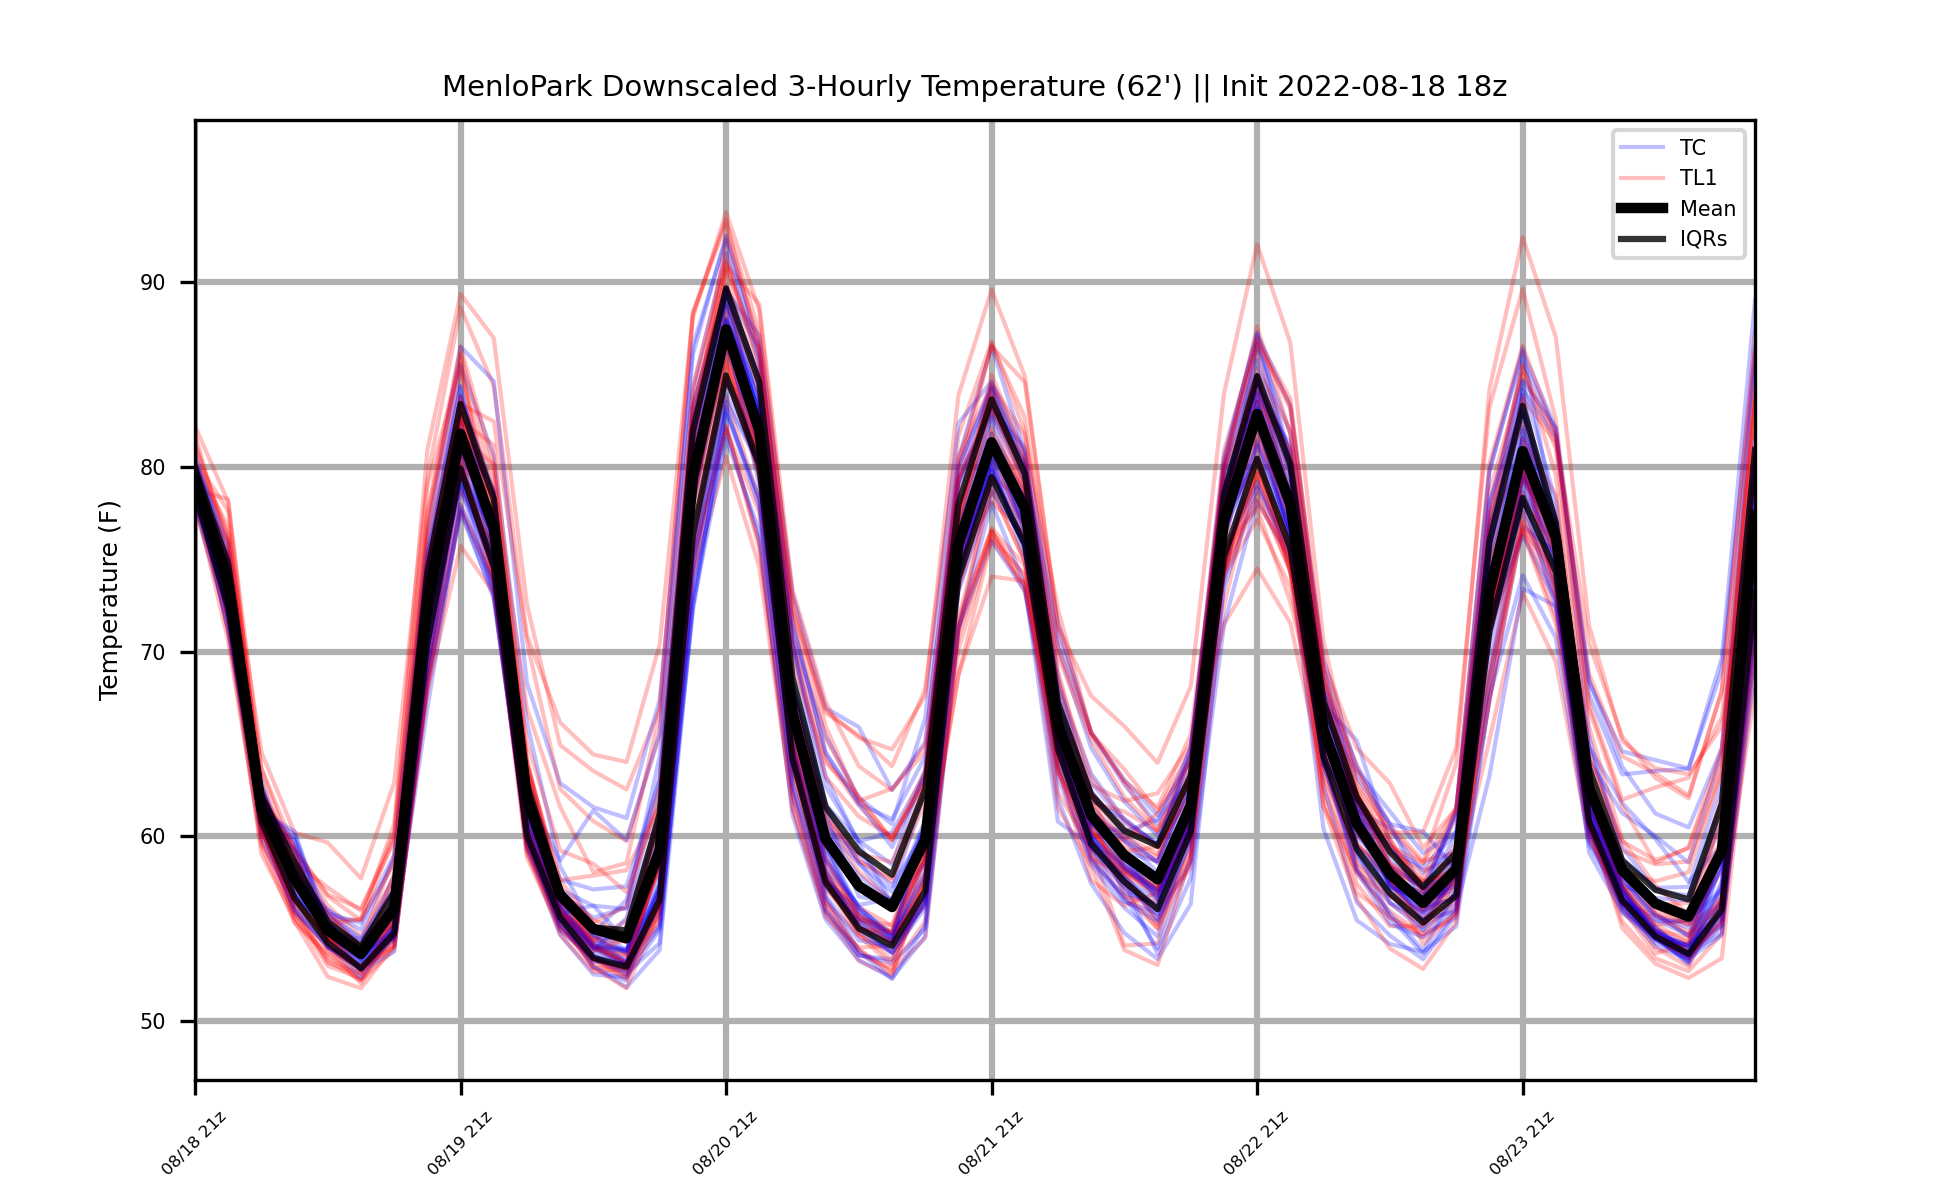 MenloPark Downscaled 3-Hourly Temperature (62') || Init 2022-08-18 18z
TC
TL1
Mean
IQRs
Temperature (F)
90
80
70
60
50
08/18 21z
08/19 21z
08/20 21z
08/21 21z
08/22 21z
08/23 21z